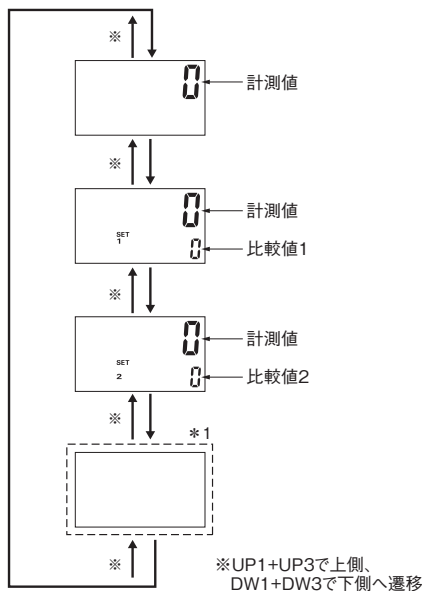 ※
0 計測値
※
0 計測値
SET
1
0 比較値1
※
0 計測値
SET
2
0 比較値2
※
＊1
※
※UP1+UP3で上側、
DW1+DW3で下側へ遷移